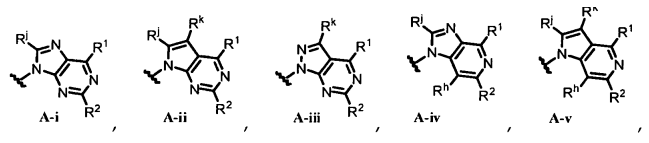 Rʲ N R¹
N N N
R²
A-i ,
Rᵏ
Rʲ R¹
N N N
R²
A-ii ,
Rᵏ
N R¹
N N N
R²
A-iii ,
Rʲ N R¹
N N
Rʰ R²
A-iv ,
Rᵏ
Rʲ R¹
N N
Rʰ R²
A-v ,